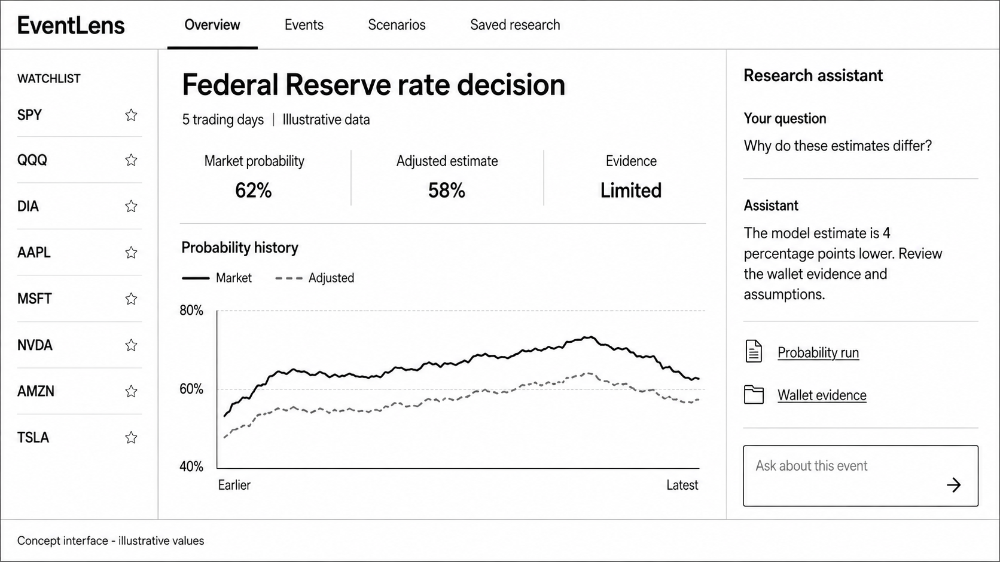 EventLens
Overview
Events
Scenarios
Saved research
WATCHLIST
SPY
QQQ
DIA
AAPL
MSFT
NVDA
AMZN
TSLA
Federal Reserve rate decision
5 trading days | Illustrative data
Market probability
62%
Adjusted estimate
58%
Evidence
Limited
Probability history
Market
Adjusted
80%
60%
40%
Earlier
Latest
Research assistant
Your question
Why do these estimates differ?
Assistant
The model estimate is 4
percentage points lower. Review
the wallet evidence and
assumptions.
Probability run
Wallet evidence
Ask about this event
Concept interface - illustrative values